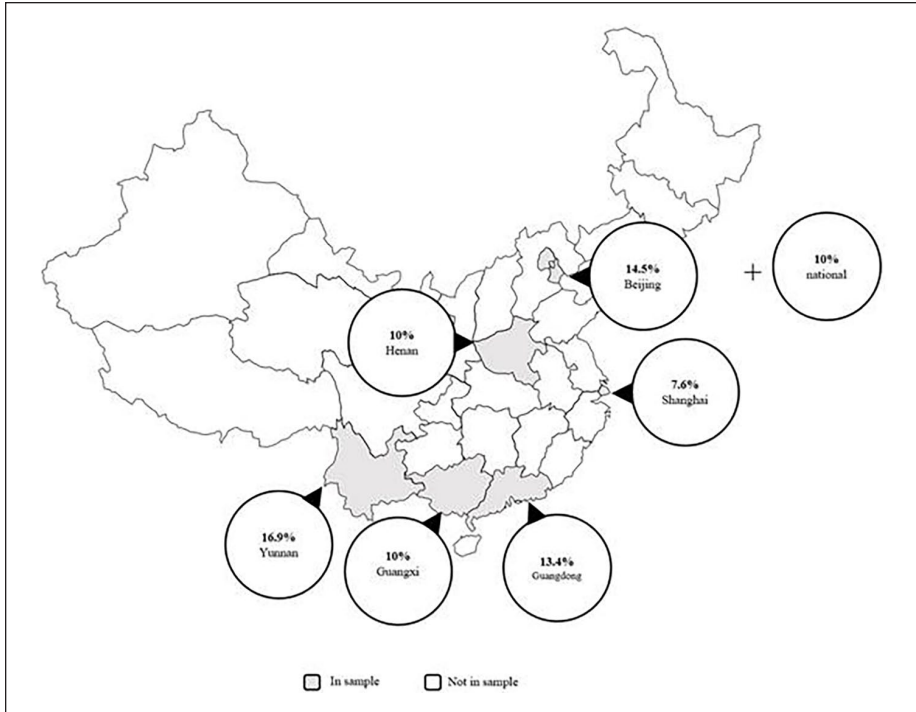 14.5%
Beijing
+
10%
national
10%
Henan
7.6%
Shanghai
16.9%
Yunnan
10%
Guangxi
13.4%
Guangdong
In sample
Not in sample